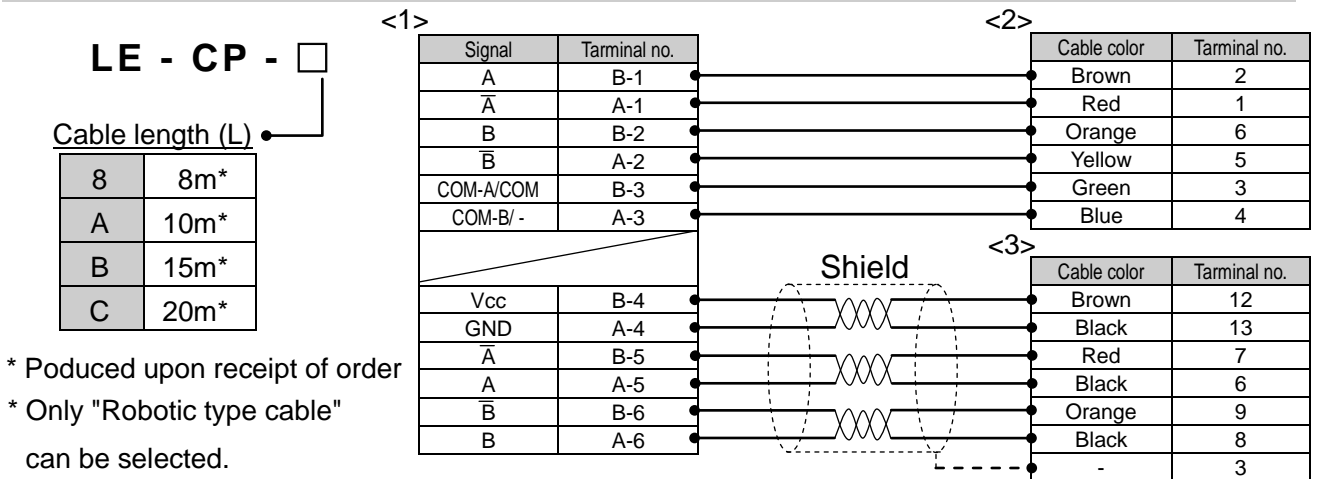 LE - CP - □
Cable length (L)
8 8m*
A 10m*
B 15m*
C 20m*
* Poduced upon receipt of order
* Only "Robotic type cable"
can be selected.
<1>
Signal Tarminal no.
A B-1
A̅ A-1
B B-2
B̅ A-2
COM-A/COM B-3
COM-B/ - A-3
Vcc B-4
GND A-4
A̅ B-5
A A-5
B̅ B-6
B A-6
Shield
<2>
Cable color Tarminal no.
Brown 2
Red 1
Orange 6
Yellow 5
Green 3
Blue 4
<3>
Cable color Tarminal no.
Brown 12
Black 13
Red 7
Black 6
Orange 9
Black 8
- 3